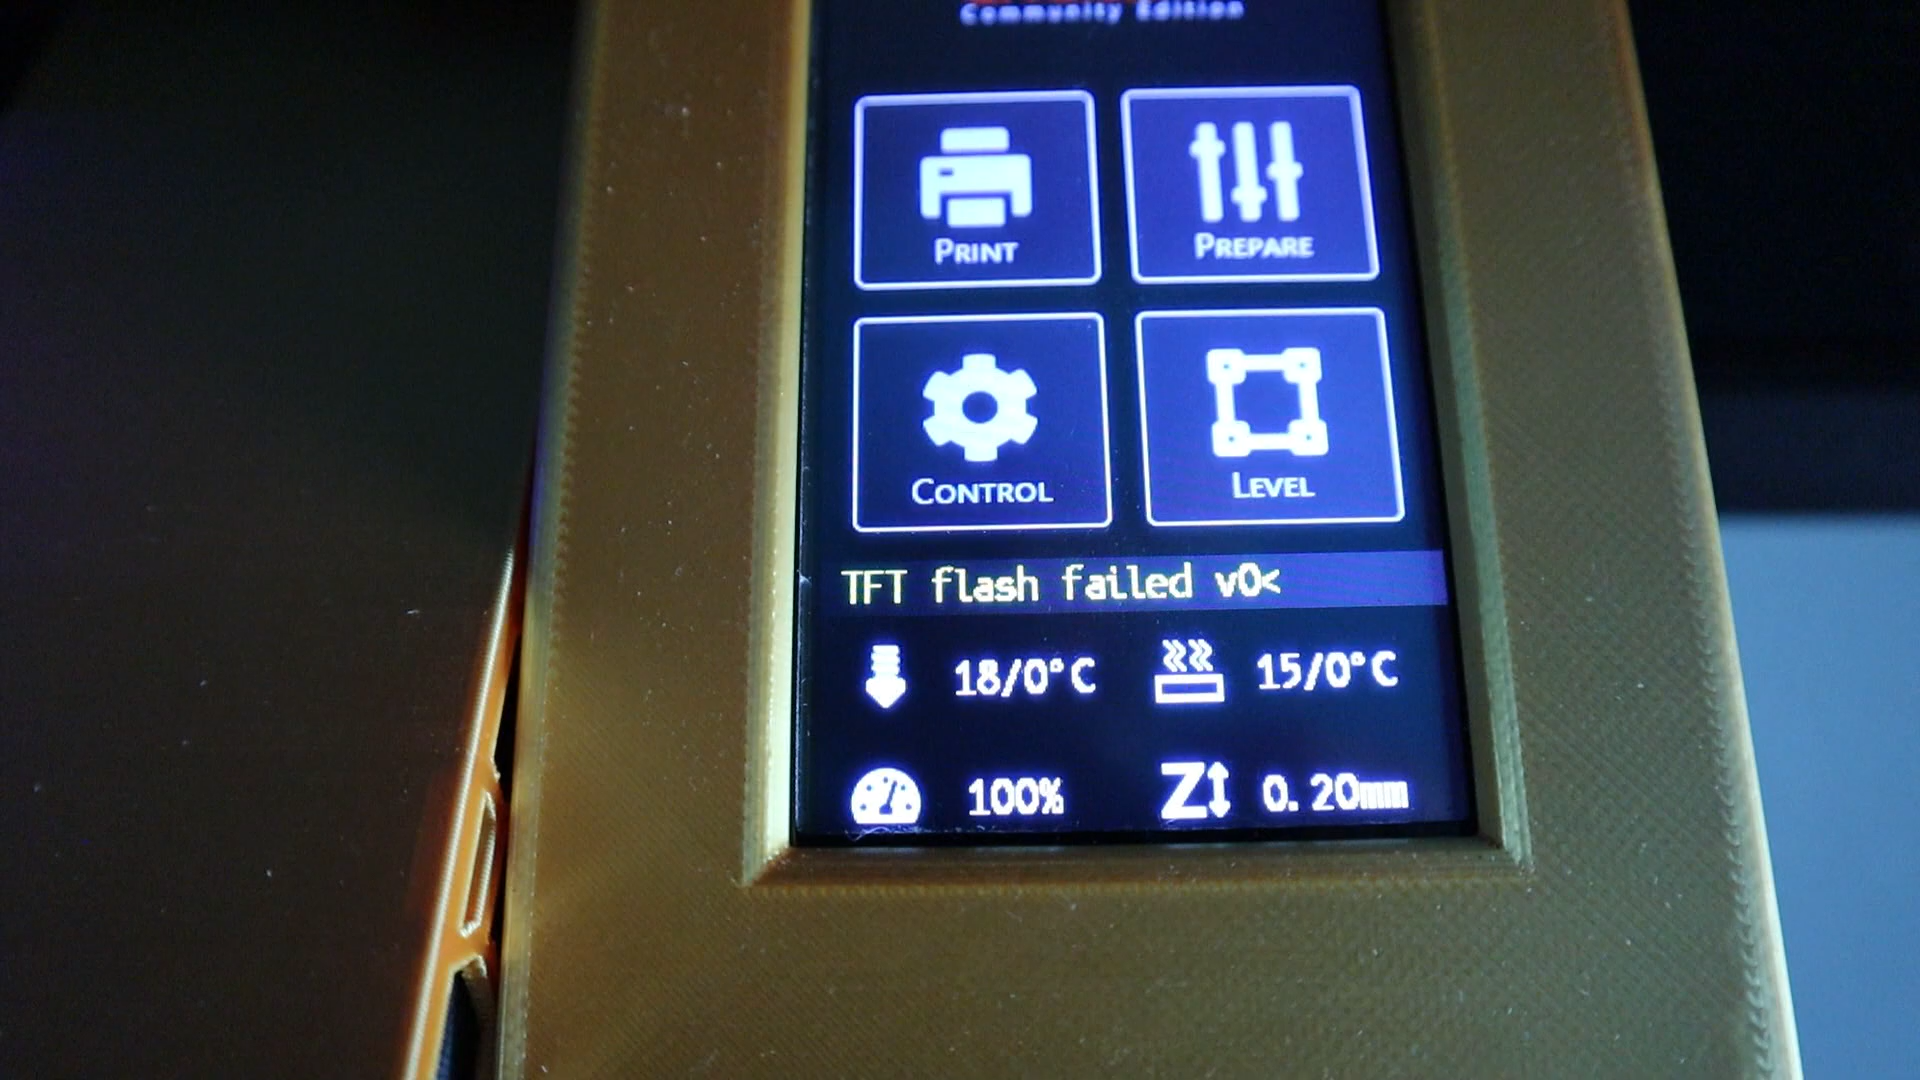 Community Edition
PRINT
PREPARE
CONTROL
LEVEL
TFT flash failed v0<
18/0°C
15/0°C
100%
Z
0.20mm